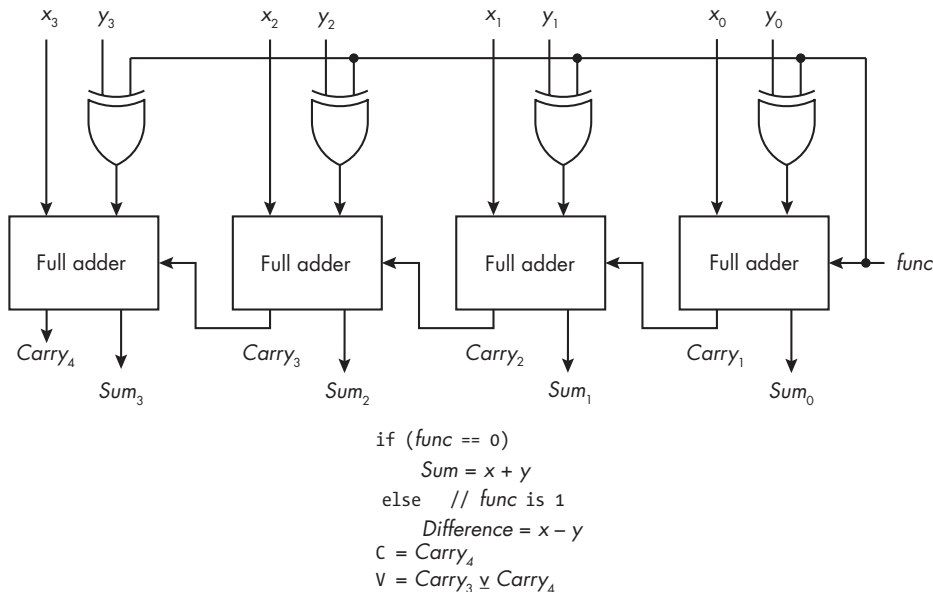 x₃ y₃ x₂ y₂ x₁ y₁ x₀ y₀
Full adder Full adder Full adder Full adder func
Carry₄ Carry₃ Carry₂ Carry₁
Sum₃ Sum₂ Sum₁ Sum₀
if (func == 0)
Sum = x + y
else // func is 1
Difference = x – y
C = Carry₄
V = Carry₃ ⊻ Carry₄